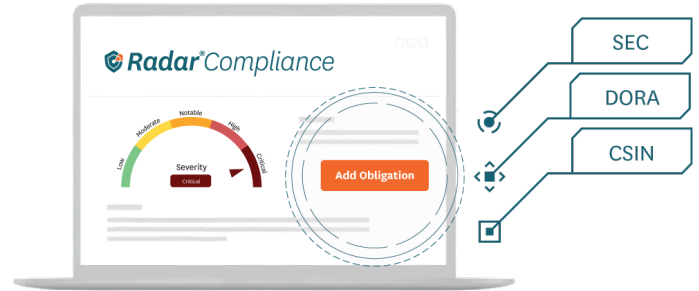 Radar® Compliance
Low
Moderate
Notable
High
Critical
Severity
Critical
Add Obligation
SEC
DORA
CSIN